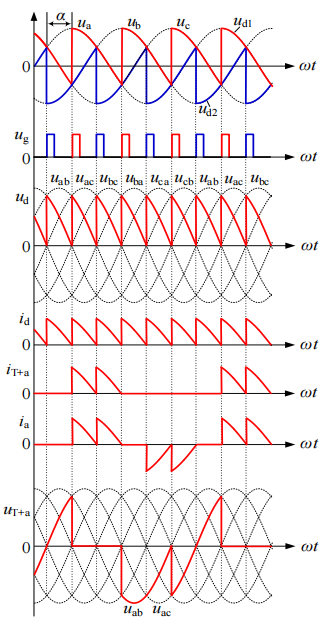 α u_a u_b u_c u_d1
0 ωt
u_d2
u_g
0 ωt
u_ab u_ac u_bc u_ba u_ca u_cb u_ab u_ac u_bc
u_d
0 ωt
i_d
0 ωt
i_T+a
0 ωt
i_a
0 ωt
u_T+a
0 ωt
u_ab u_ac